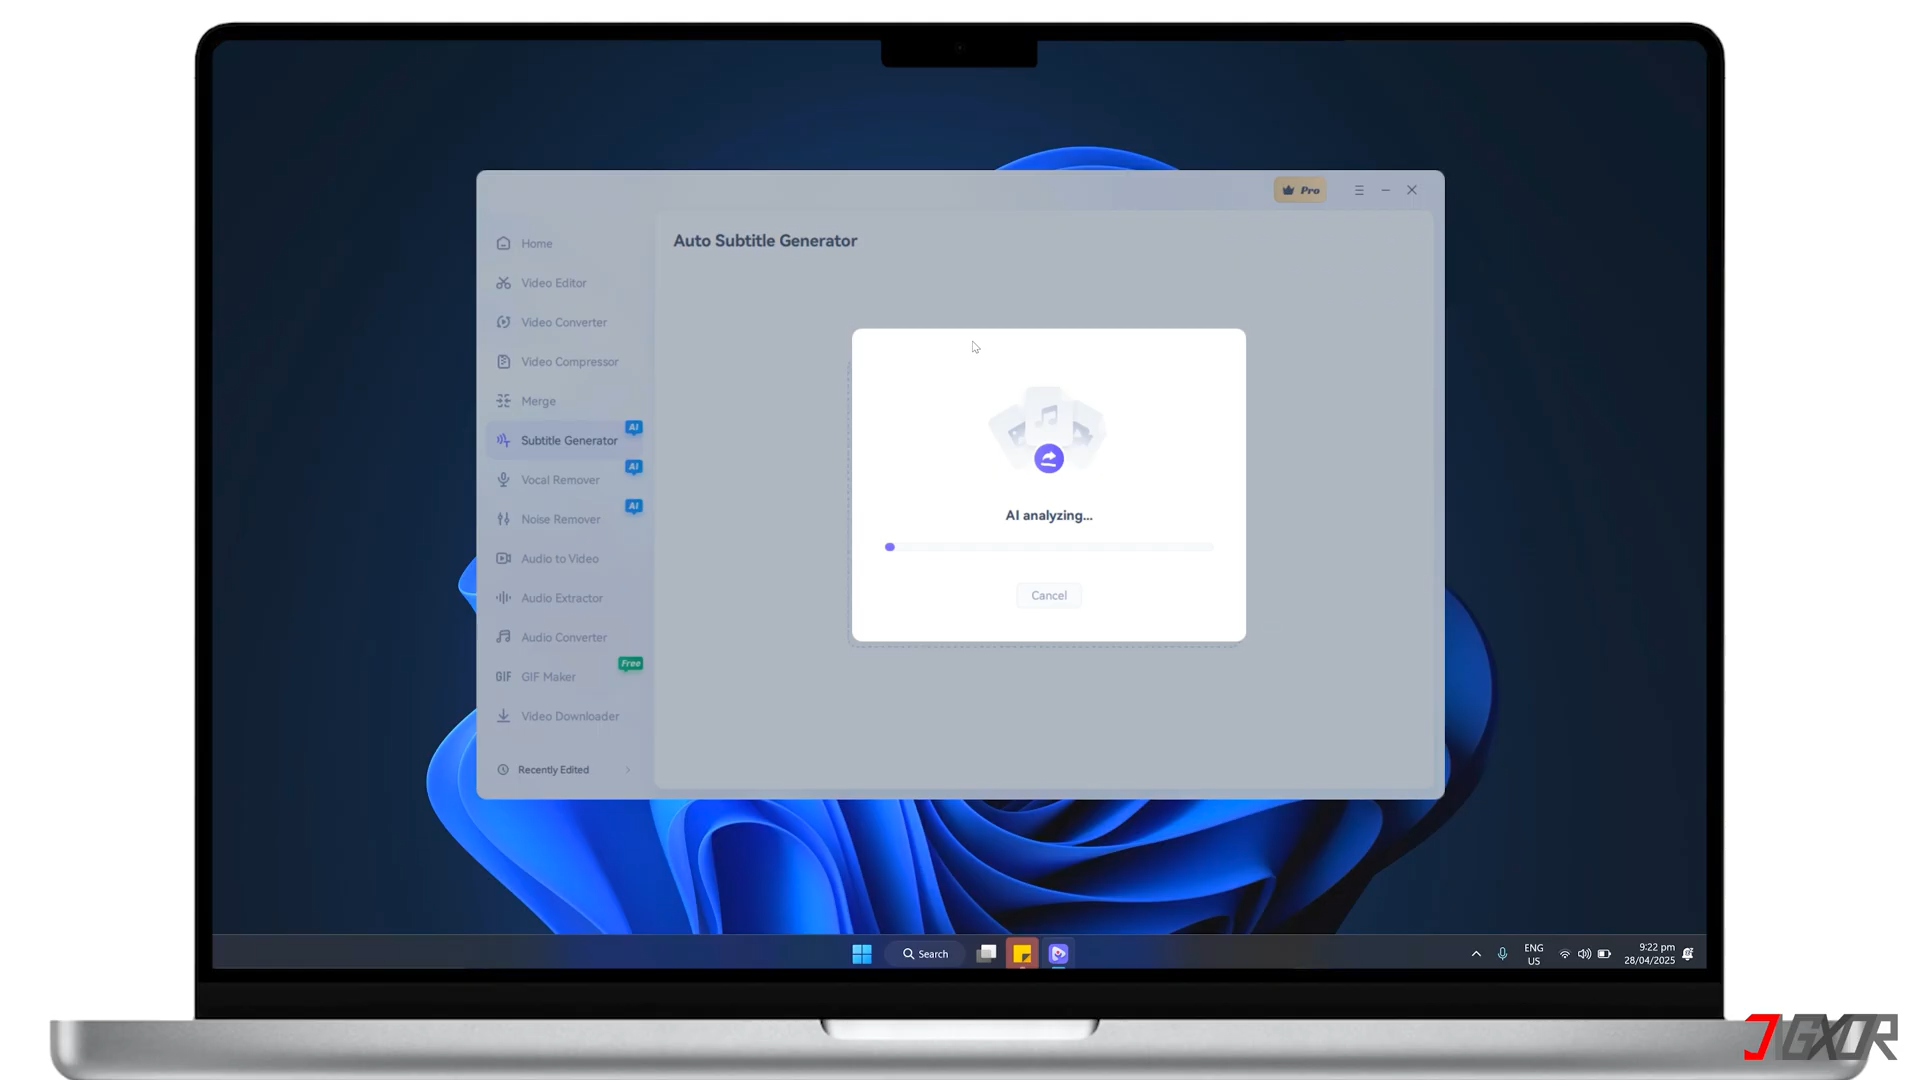 Pro
Auto Subtitle Generator
Home
Video Editor
Video Converter
Video Compressor
Merge
Subtitle Generator
AI
Vocal Remover
AI
Noise Remover
AI
Audio to Video
Audio Extractor
Audio Converter
GIF GIF Maker
Free
Video Downloader
Recently Edited
AI analyzing...
Cancel
Search
ENG
US
9:22 pm
28/04/2025
JGXOR